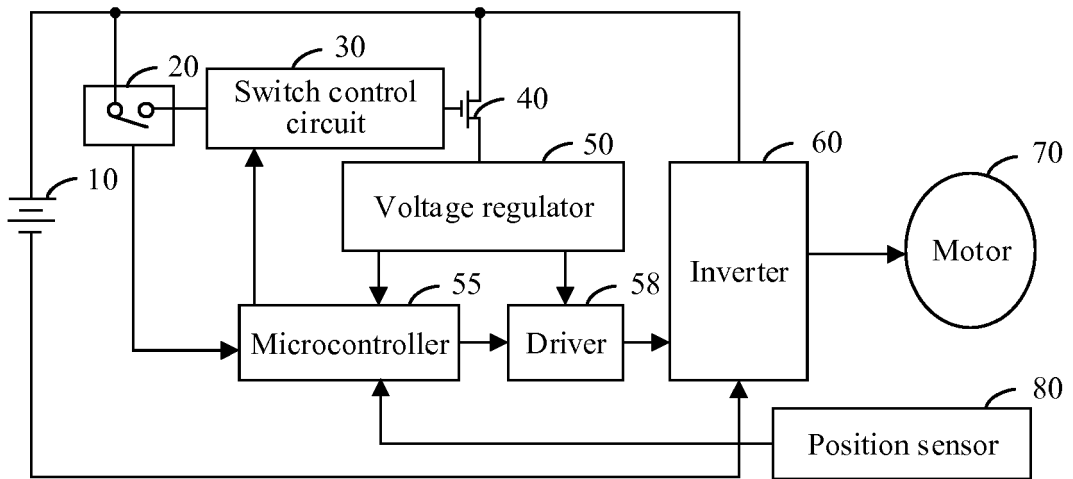 20
30
Switch control
circuit
40
10
50
Voltage regulator
60
Inverter
70
Motor
55
Microcontroller
58
Driver
80
Position sensor